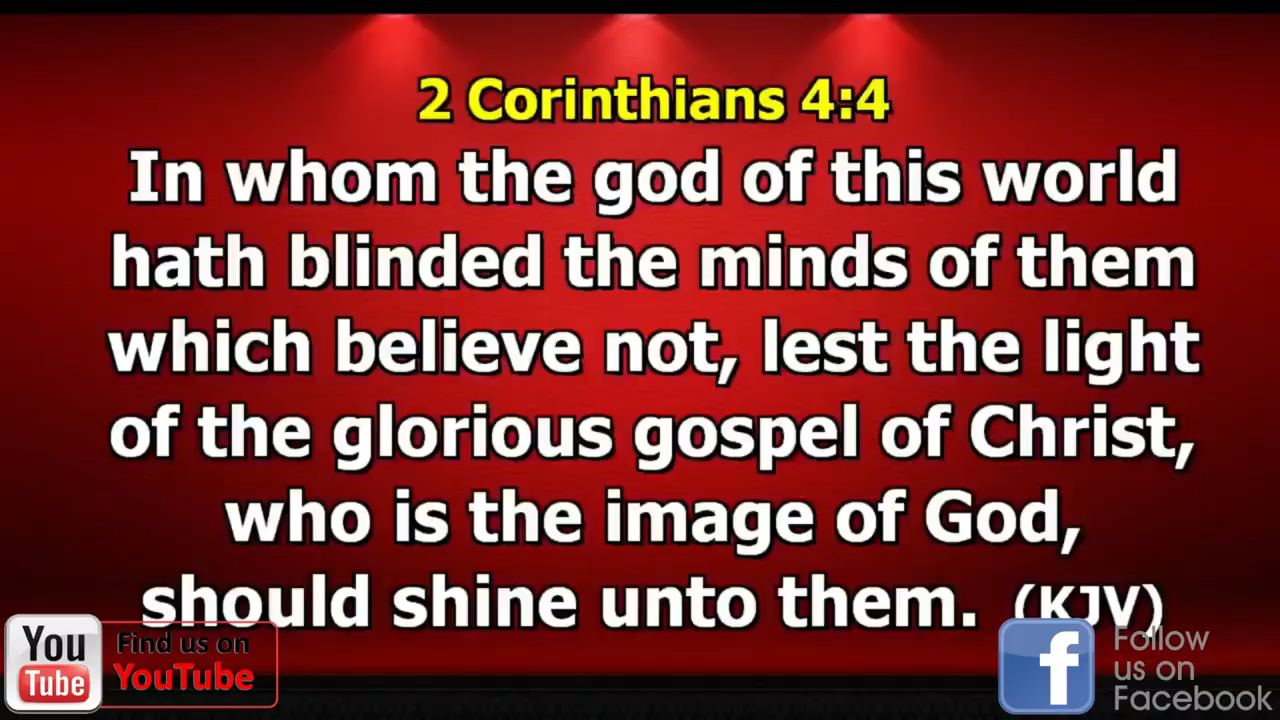 2 Corinthians 4:4
In whom the god of this world
hath blinded the minds of them
which believe not, lest the light
of the glorious gospel of Christ,
who is the image of God,
should shine unto them. (KJV)
You
Tube
Find us on
YouTube
f
Follow
us on
Facebook